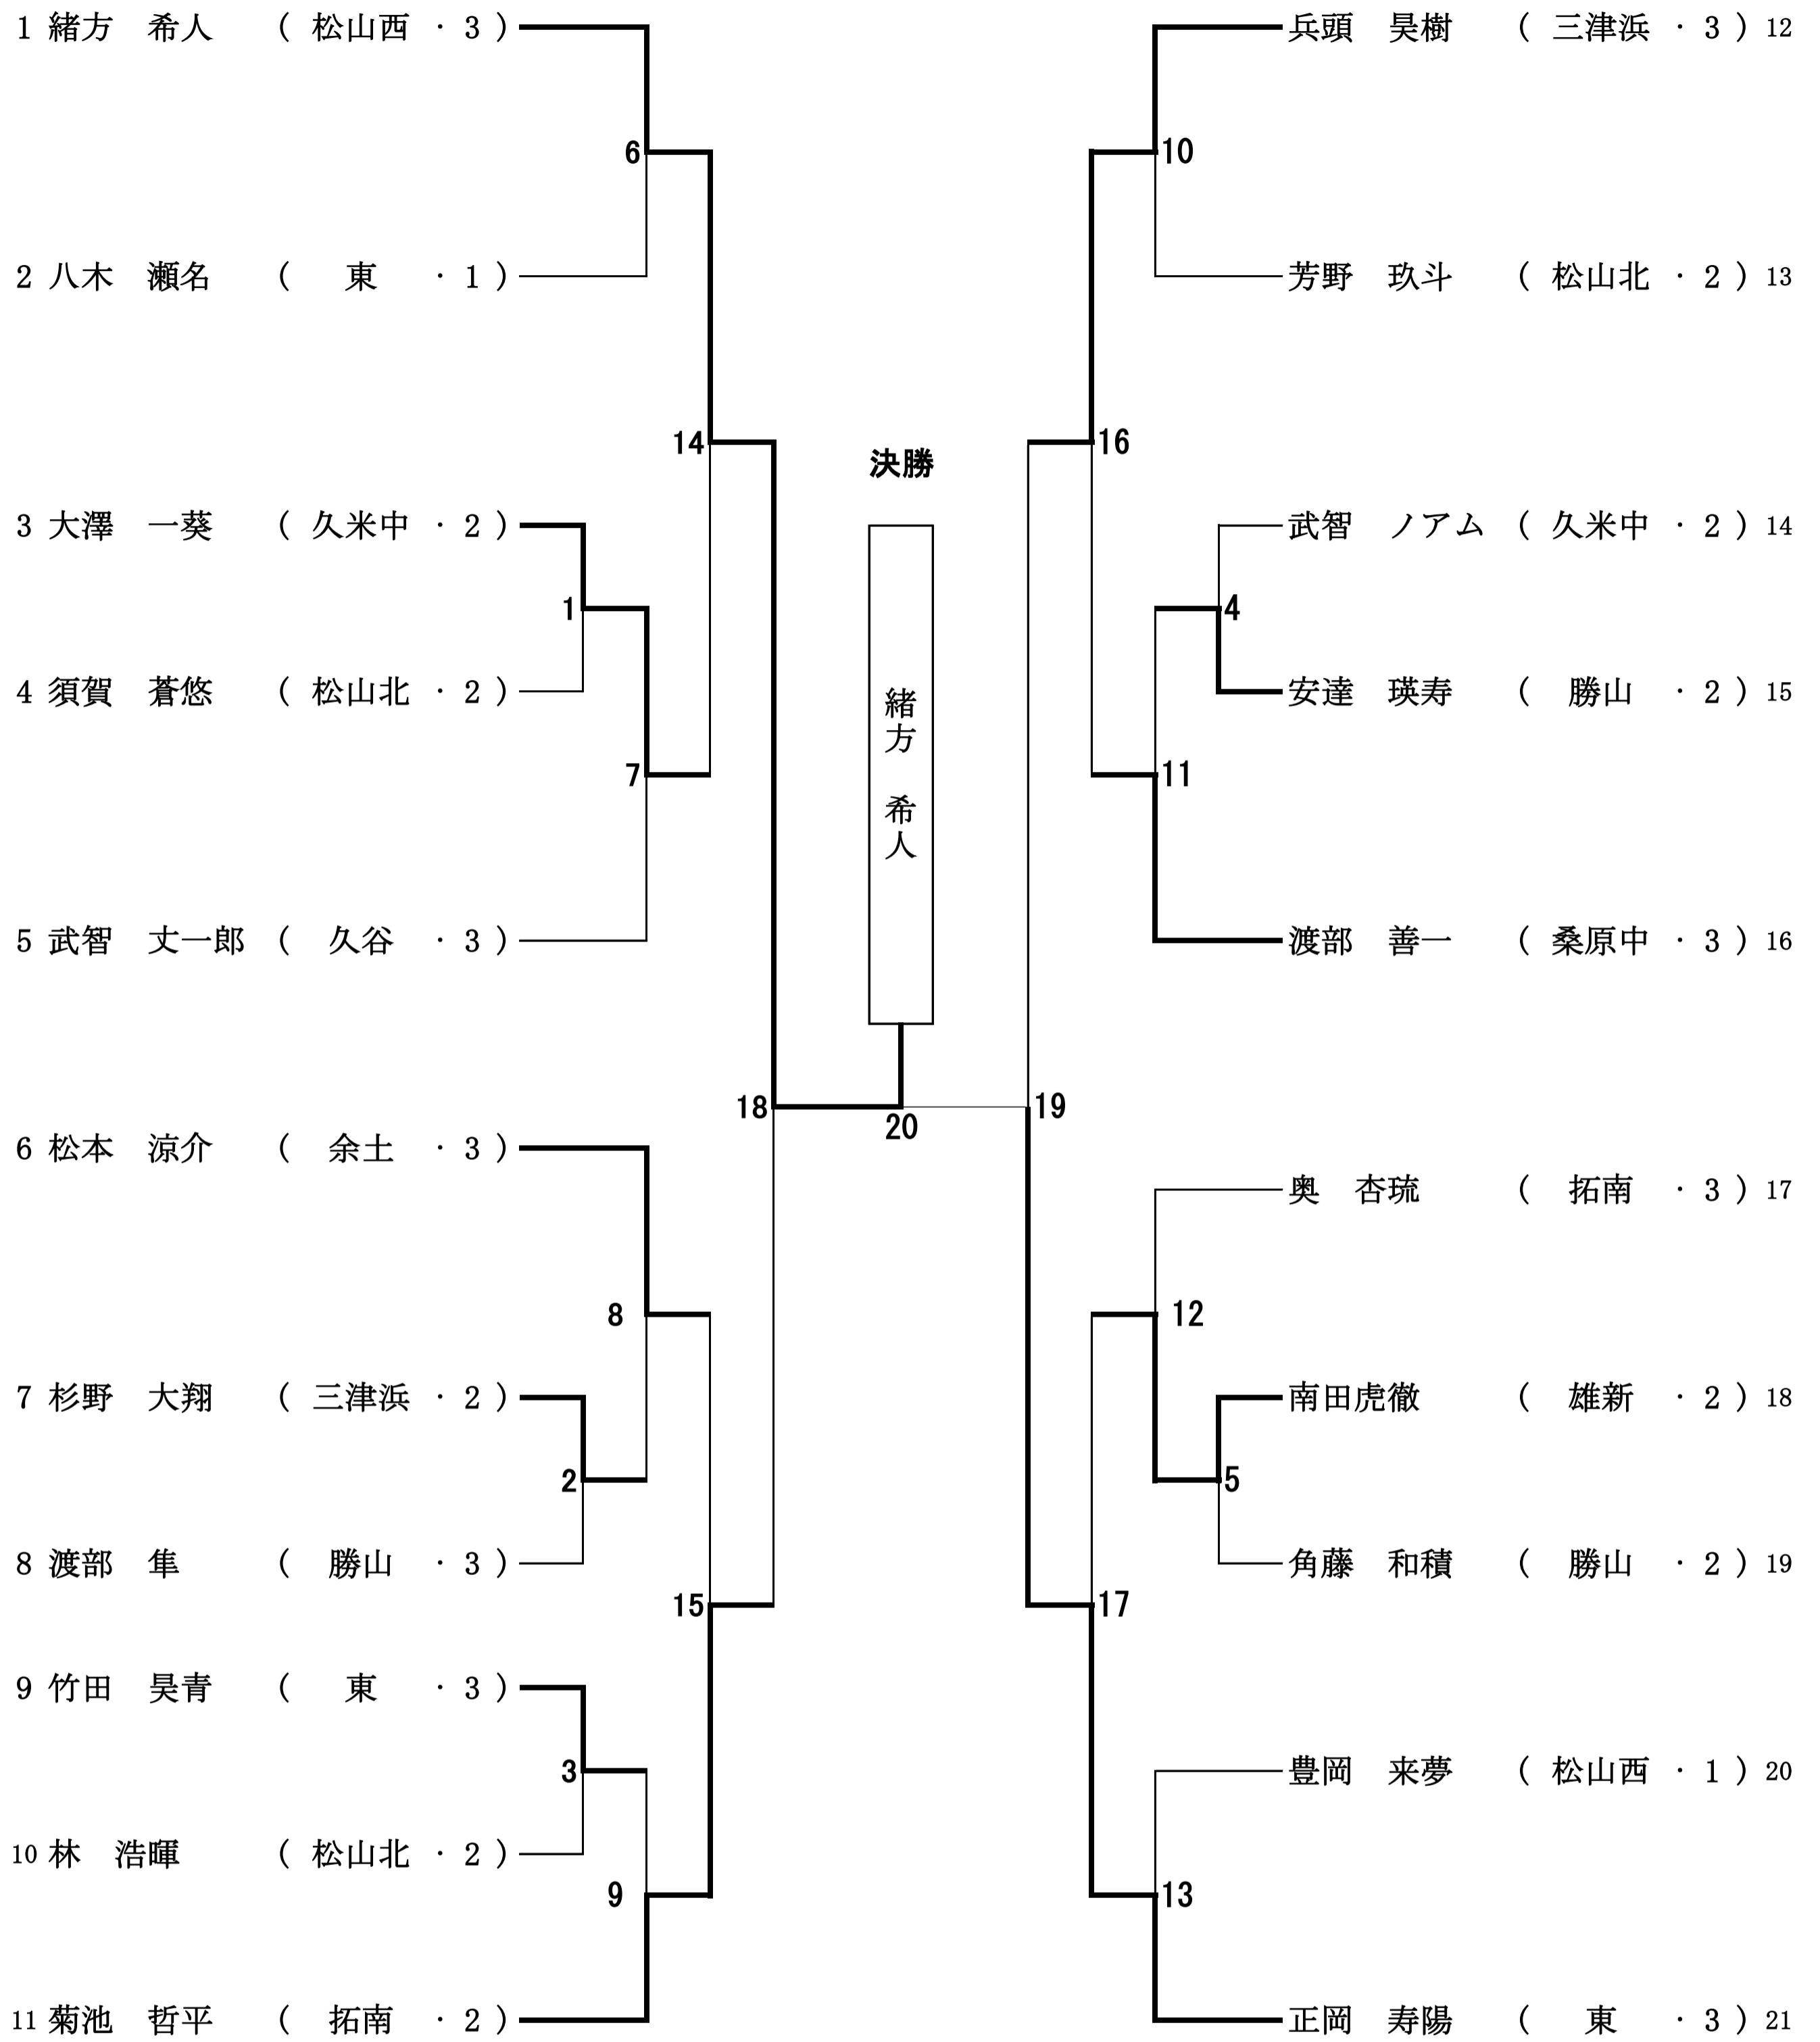 1 緒方 希人 ( 松山西 ・ 3 )
6
2 八木 瀬名 ( 東 ・ 1 )
14
3 大澤 一葵 ( 久米中 ・ 2 )
1
4 須賀 蒼悠 ( 松山北 ・ 2 )
7
5 武智 丈一郎 ( 久谷 ・ 3 )
18
6 松本 涼介 ( 余土 ・ 3 )
8
7 杉野 大翔 ( 三津浜 ・ 2 )
2
8 渡部 隼 ( 勝山 ・ 3 )
15
9 竹田 昊青 ( 東 ・ 3 )
3
10 林 浩暉 ( 松山北 ・ 2 )
9
11 菊池 哲平 ( 拓南 ・ 2 )
決勝
緒方 希人
20
兵頭 昊樹 ( 三津浜 ・ 3 ) 12
10
芳野 玖斗 ( 松山北 ・ 2 ) 13
16
武智 ノアム ( 久米中 ・ 2 ) 14
4
安達 瑛寿 ( 勝山 ・ 2 ) 15
11
渡部 善一 ( 桑原中 ・ 3 ) 16
19
奥 杏琉 ( 拓南 ・ 3 ) 17
12
南田虎徹 ( 雄新 ・ 2 ) 18
5
角藤 和積 ( 勝山 ・ 2 ) 19
17
豊岡 来夢 ( 松山西 ・ 1 ) 20
13
正岡 寿陽 ( 東 ・ 3 ) 21